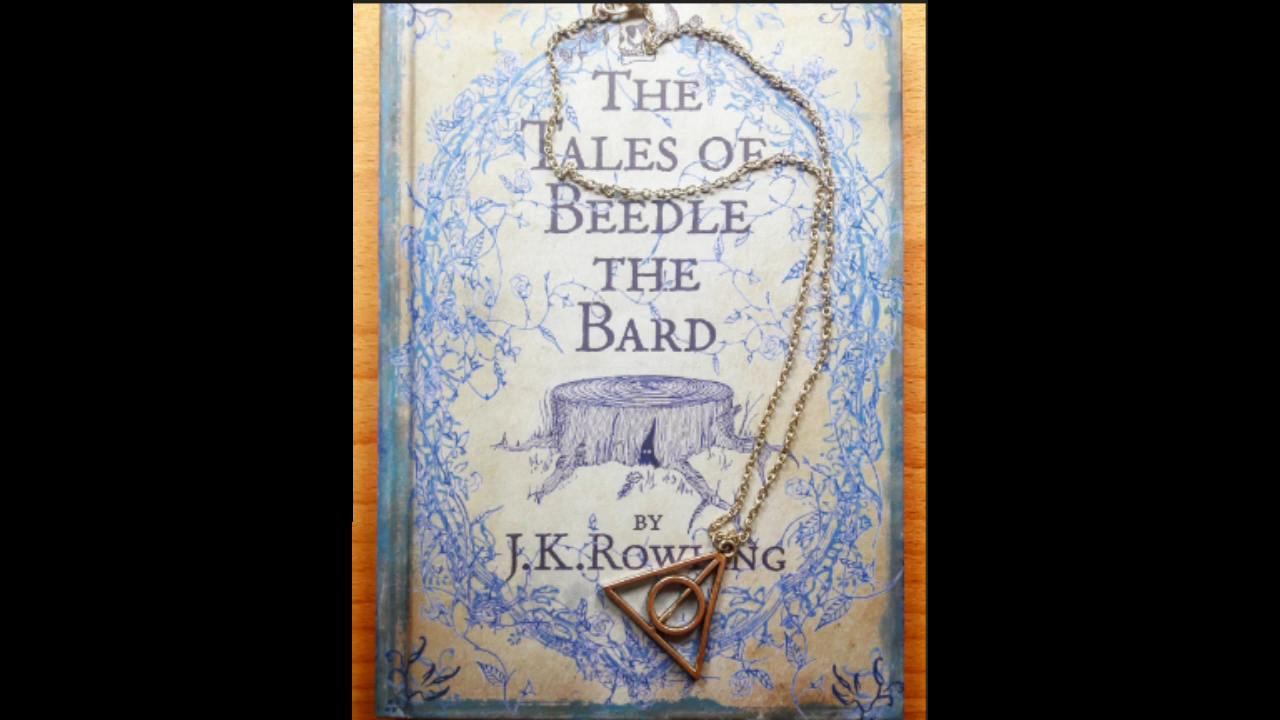 THE
TALES OF
BEEDLE
THE
BARD
BY
J.K. ROWLING